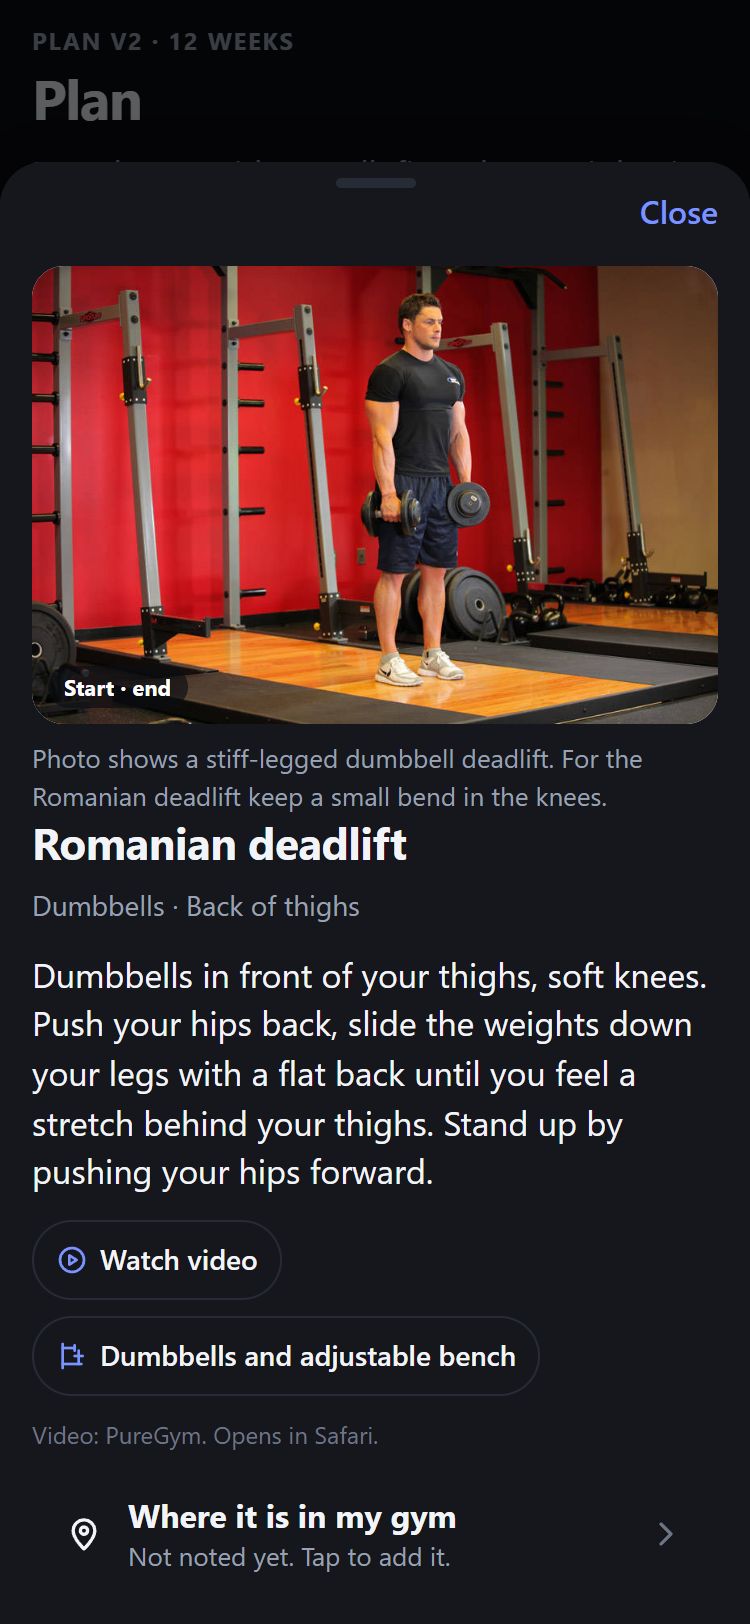 PLAN V2 · 12 WEEKS
Plan
Close
Start · end
Photo shows a stiff-legged dumbbell deadlift. For the
Romanian deadlift keep a small bend in the knees.
Romanian deadlift
Dumbbells · Back of thighs
Dumbbells in front of your thighs, soft knees.
Push your hips back, slide the weights down
your legs with a flat back until you feel a
stretch behind your thighs. Stand up by
pushing your hips forward.
Watch video
Dumbbells and adjustable bench
Video: PureGym. Opens in Safari.
Where it is in my gym
Not noted yet. Tap to add it.